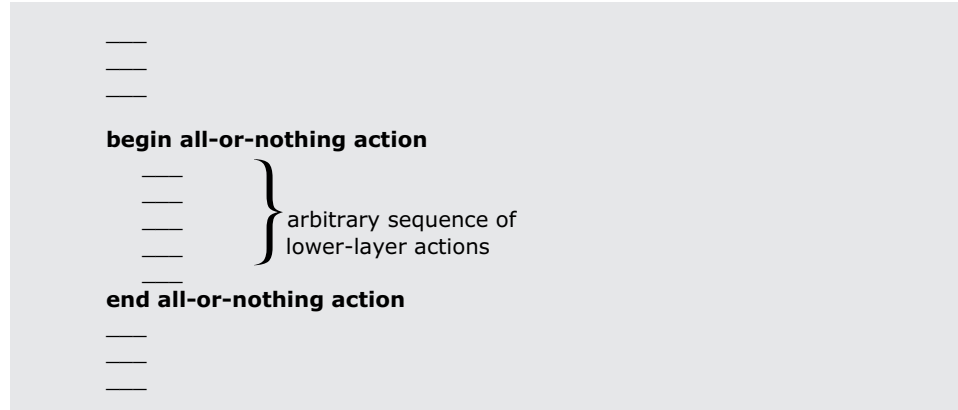 begin all-or-nothing action
arbitrary sequence of
lower-layer actions
end all-or-nothing action